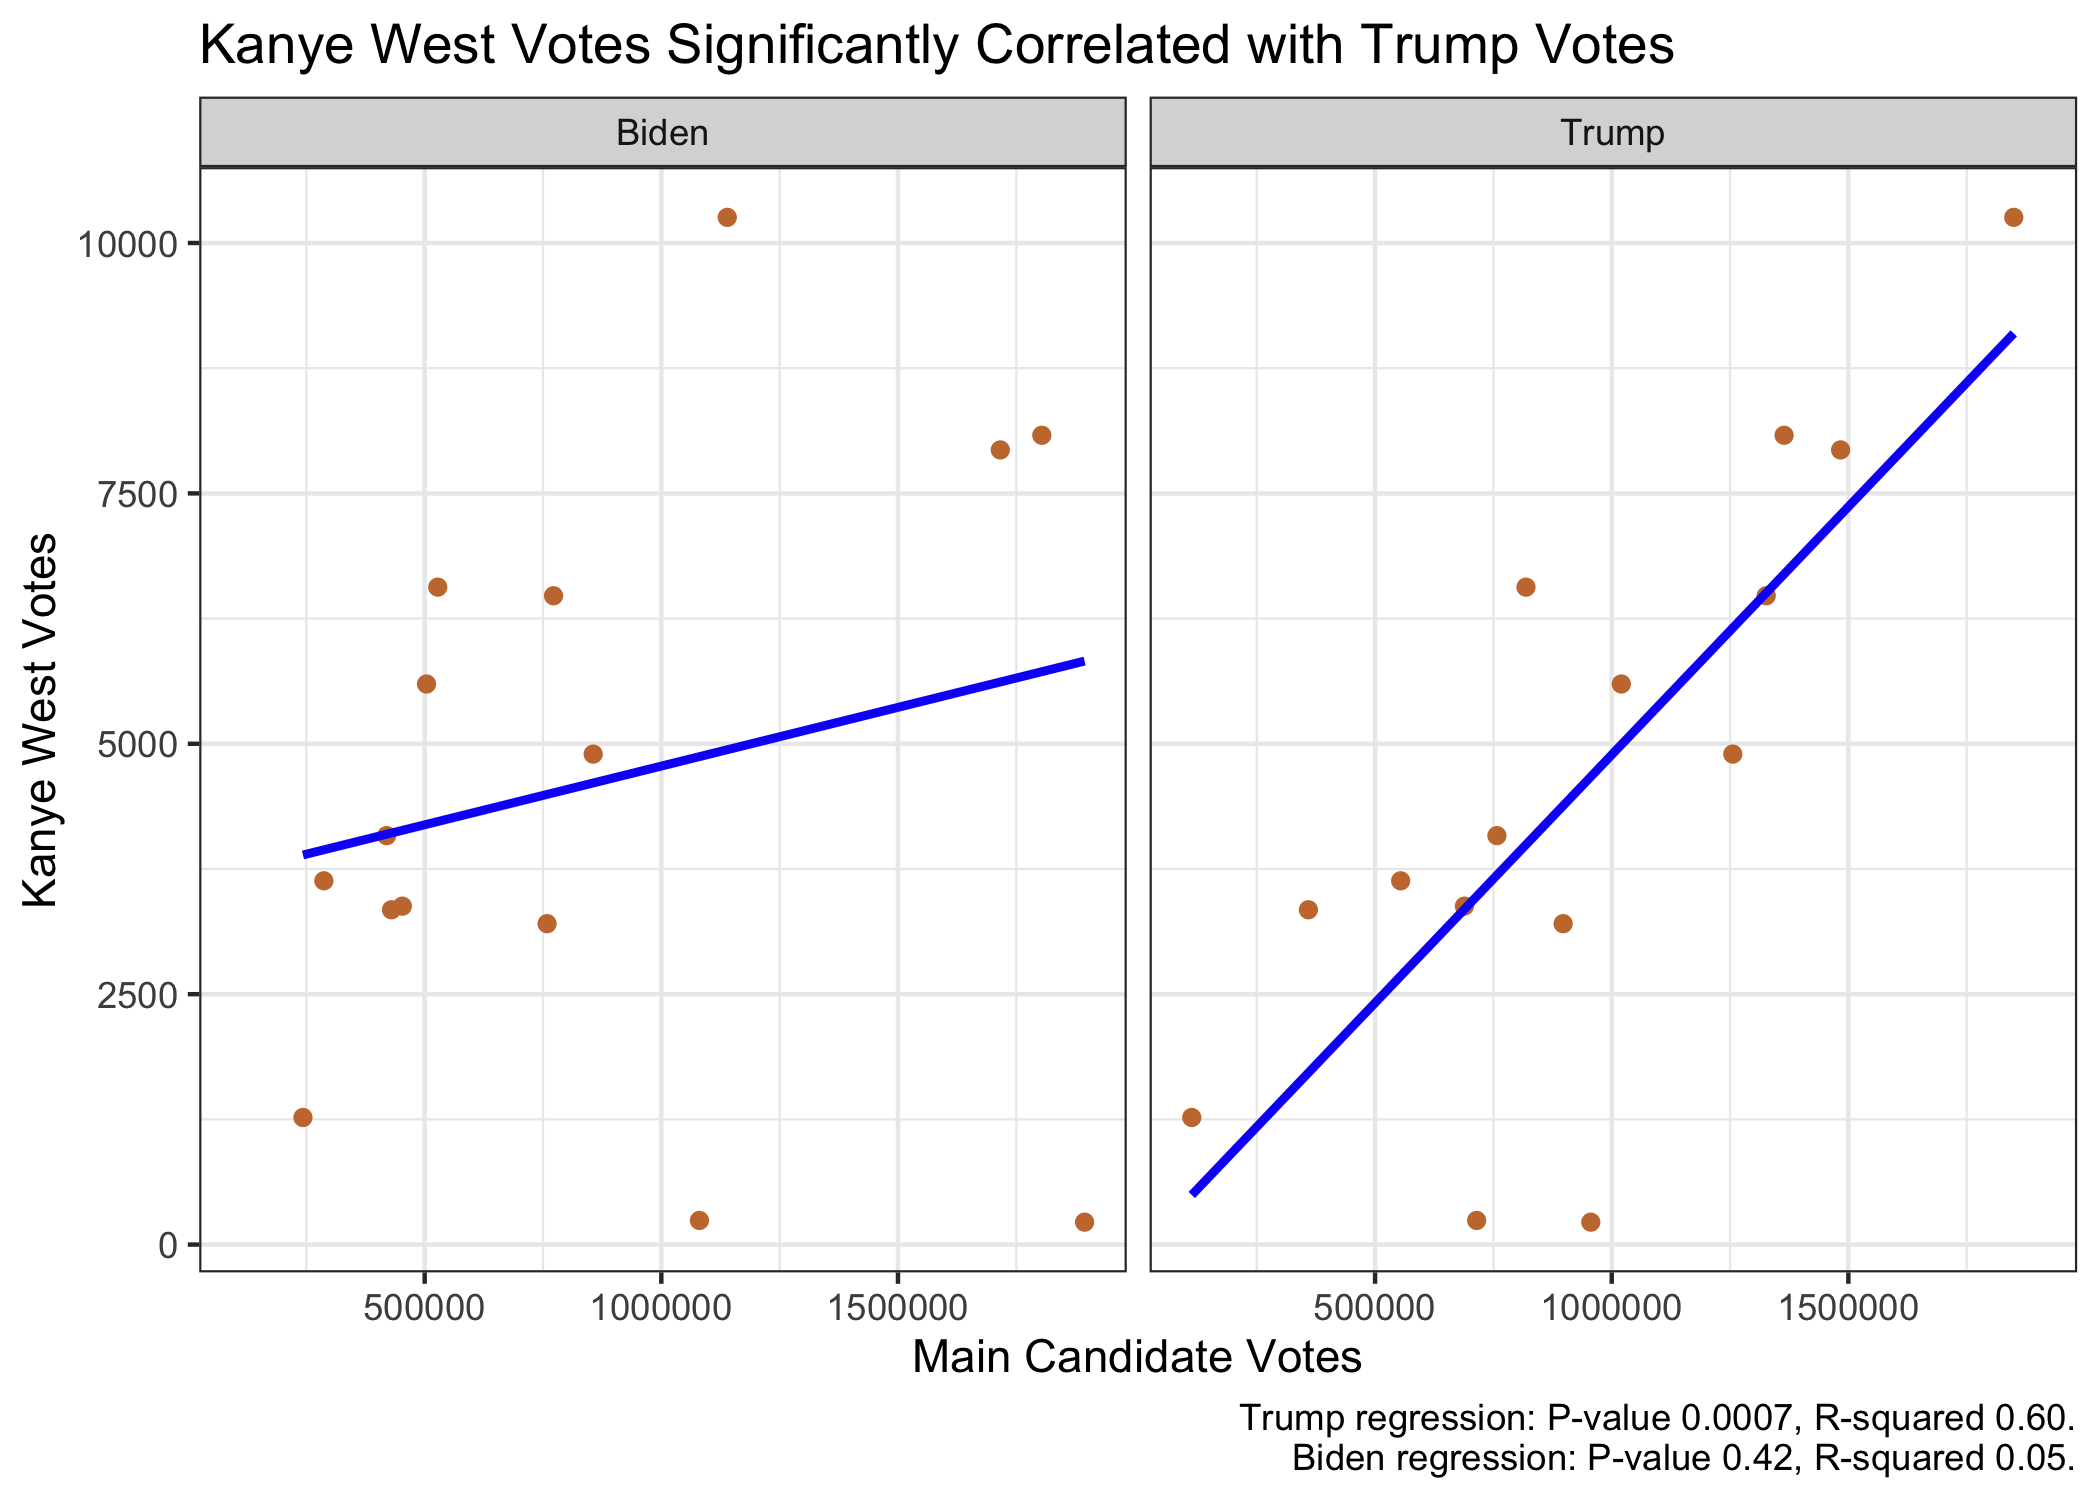 Kanye West Votes Significantly Correlated with Trump Votes
Biden
Trump
Kanye West Votes
10000
7500
5000
2500
0
500000
1000000
1500000
500000
1000000
1500000
Main Candidate Votes
Trump regression: P-value 0.0007, R-squared 0.60.
Biden regression: P-value 0.42, R-squared 0.05.